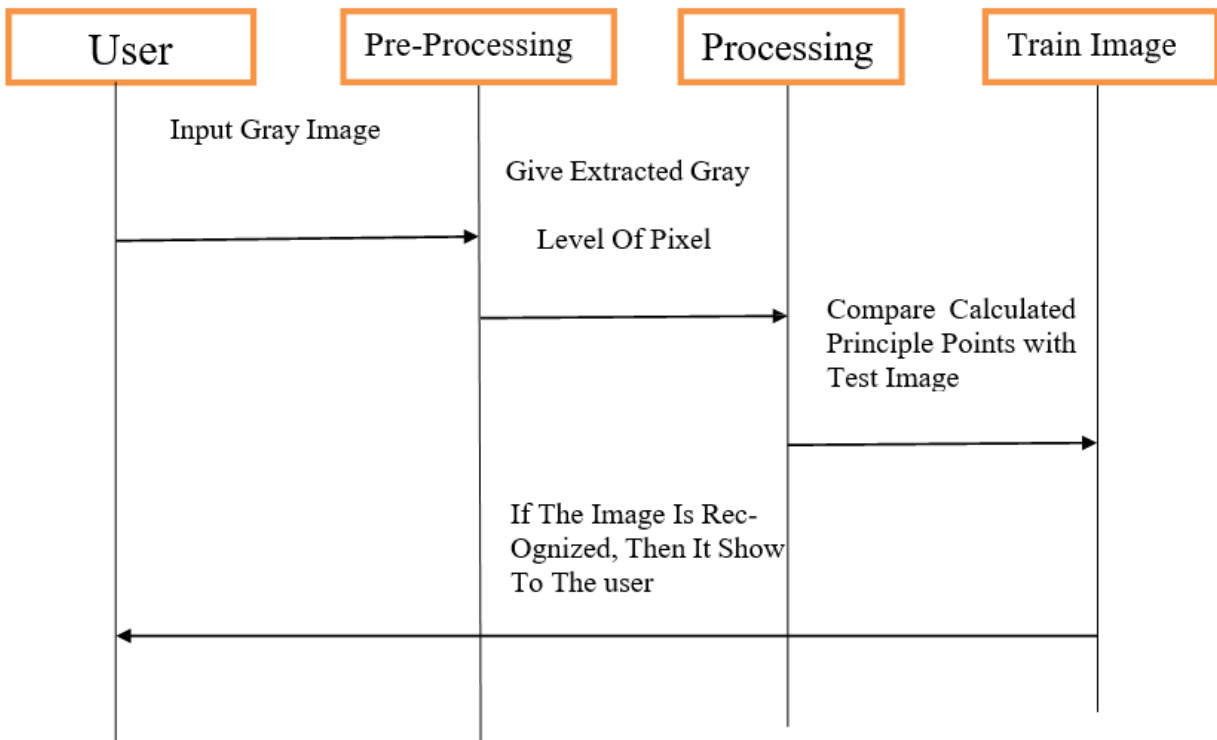 User
Pre-Processing
Processing
Train Image
Input Gray Image
Give Extracted Gray
Level Of Pixel
Compare Calculated
Principle Points with
Test Image
If The Image Is Rec-
Ognized, Then It Show
To The user